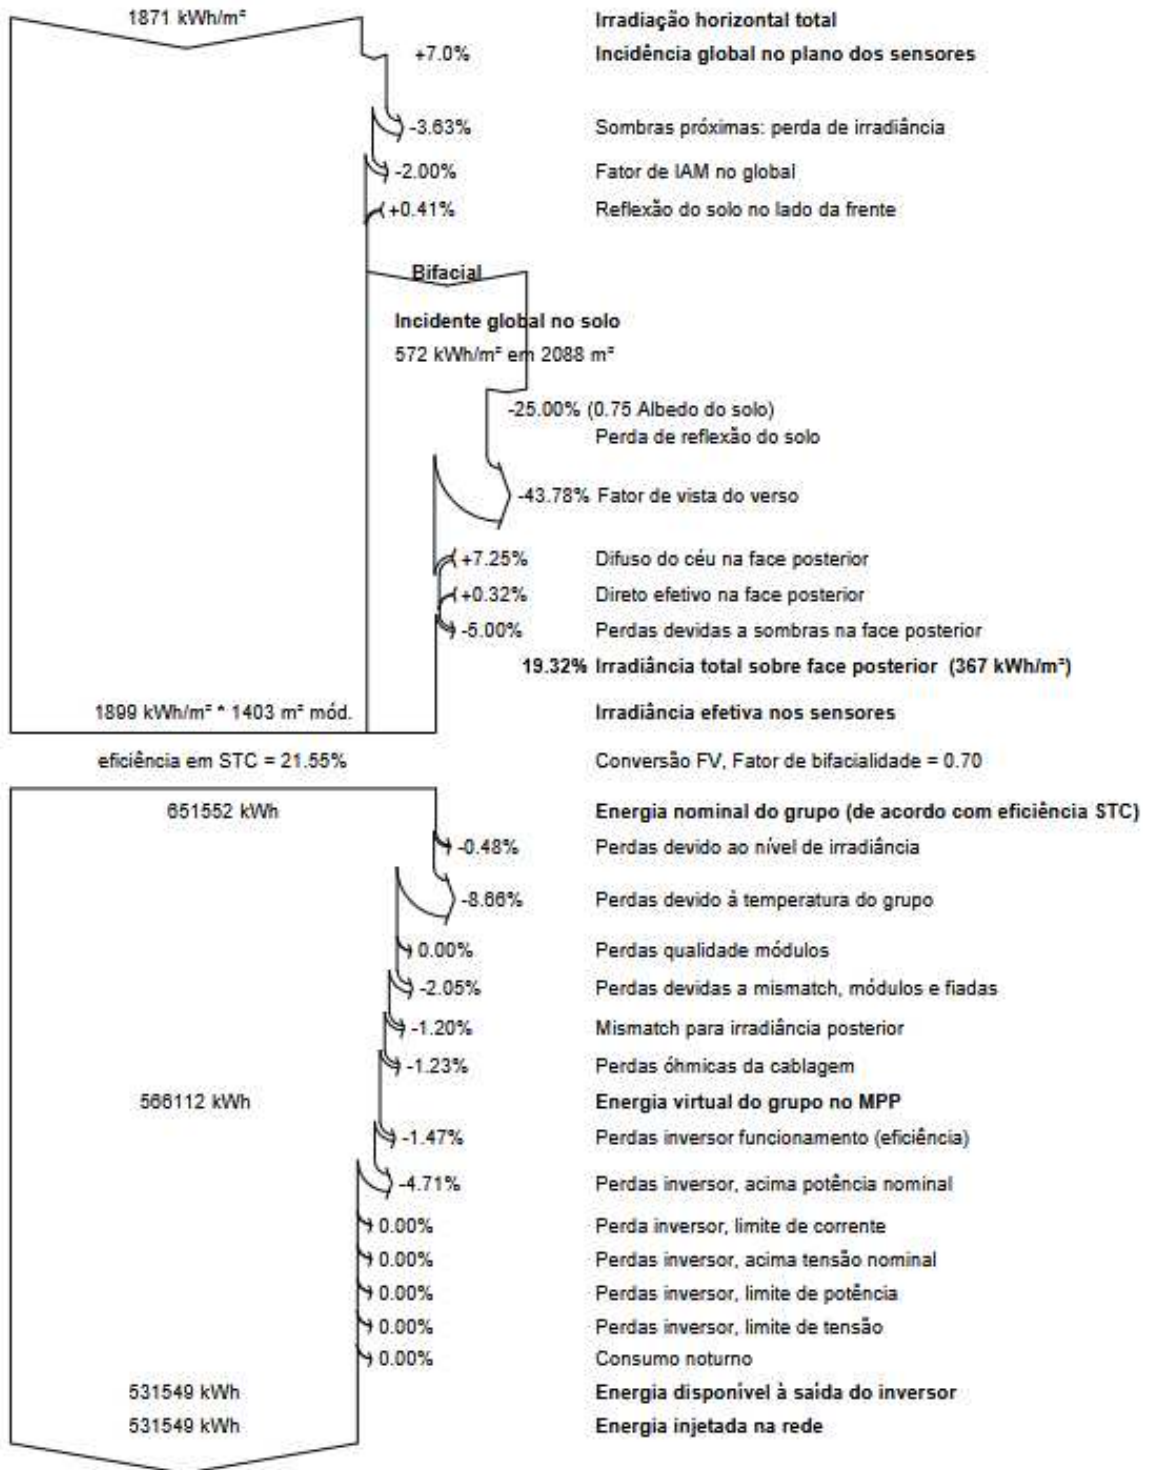 1871 kWh/m² Irradiação horizontal total
+7.0% Incidência global no plano dos sensores
-3.63% Sombras próximas: perda de irradiância
-2.00% Fator de IAM no global
+0.41% Reflexão do solo no lado da frente
Bifacial
Incidente global no solo
572 kWh/m² em 2088 m²
-25.00% (0.75 Albedo do solo)
Perda de reflexão do solo
-43.78% Fator de vista do verso
+7.25% Difuso do céu na face posterior
+0.32% Direto efetivo na face posterior
-5.00% Perdas devidas a sombras na face posterior
19.32% Irradiância total sobre face posterior (367 kWh/m²)
1899 kWh/m² * 1403 m² mód. Irradiância efetiva nos sensores
eficiência em STC = 21.55% Conversão FV, Fator de bifacialidade = 0.70
651552 kWh Energia nominal do grupo (de acordo com eficiência STC)
-0.48% Perdas devido ao nível de irradiância
-8.66% Perdas devido à temperatura do grupo
0.00% Perdas qualidade módulos
-2.05% Perdas devidas a mismatch, módulos e fiadas
-1.20% Mismatch para irradiância posterior
-1.23% Perdas óhmicas da cablagem
566112 kWh Energia virtual do grupo no MPP
-1.47% Perdas inversor funcionamento (eficiência)
-4.71% Perdas inversor, acima potência nominal
0.00% Perda inversor, limite de corrente
0.00% Perdas inversor, acima tensão nominal
0.00% Perdas inversor, limite de potência
0.00% Perdas inversor, limite de tensão
0.00% Consumo noturno
531549 kWh Energia disponível à saída do inversor
531549 kWh Energia injetada na rede